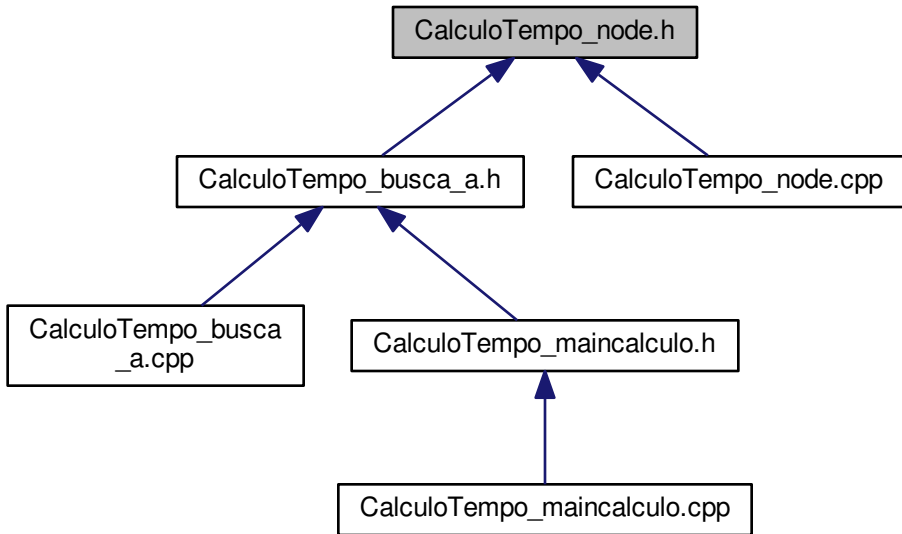 CalculoTempo_node.h
CalculoTempo_busca_a.h
CalculoTempo_node.cpp
CalculoTempo_busca
_a.cpp
CalculoTempo_maincalculo.h
CalculoTempo_maincalculo.cpp